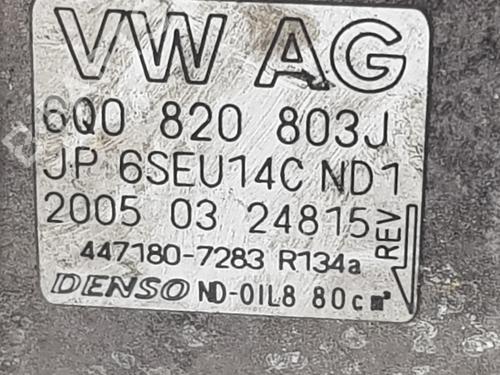 VW AG
6Q0 820 803J
JP 6SEU14C ND1
2005 03 24815
REV
447180-7283 R134a
DENSO ND-OIL8 80cm³